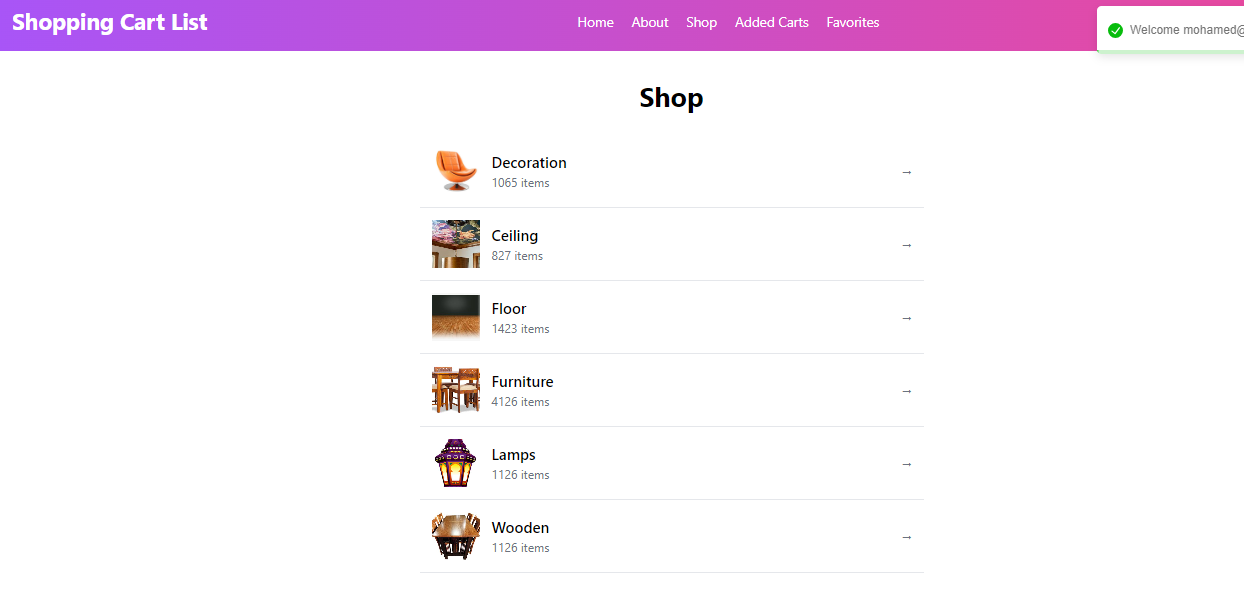 Shopping Cart List
Home About Shop Added Carts Favorites
Welcome mohamed@
Shop
Decoration
1065 items
→
Ceiling
827 items
→
Floor
1423 items
→
Furniture
4126 items
→
Lamps
1126 items
→
Wooden
1126 items
→